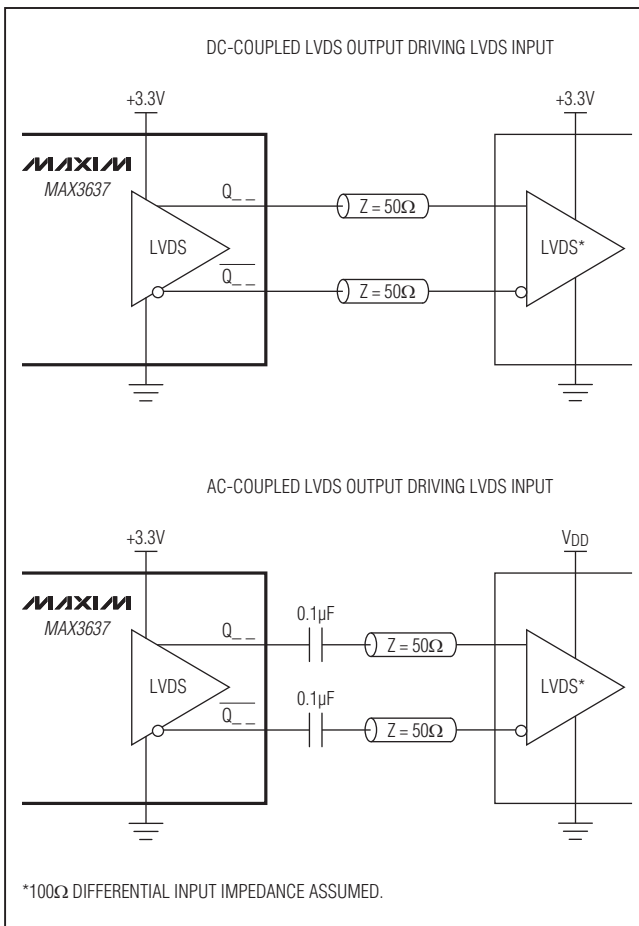 DC-COUPLED LVDS OUTPUT DRIVING LVDS INPUT
+3.3V
+3.3V
MAXIM
MAX3637
Q_ _
Z = 50Ω
LVDS
LVDS*
Q_ _
Z = 50Ω
AC-COUPLED LVDS OUTPUT DRIVING LVDS INPUT
+3.3V
VDD
MAXIM
MAX3637
0.1µF
Q_ _
Z = 50Ω
LVDS
LVDS*
0.1µF
Q_ _
Z = 50Ω
*100Ω DIFFERENTIAL INPUT IMPEDANCE ASSUMED.